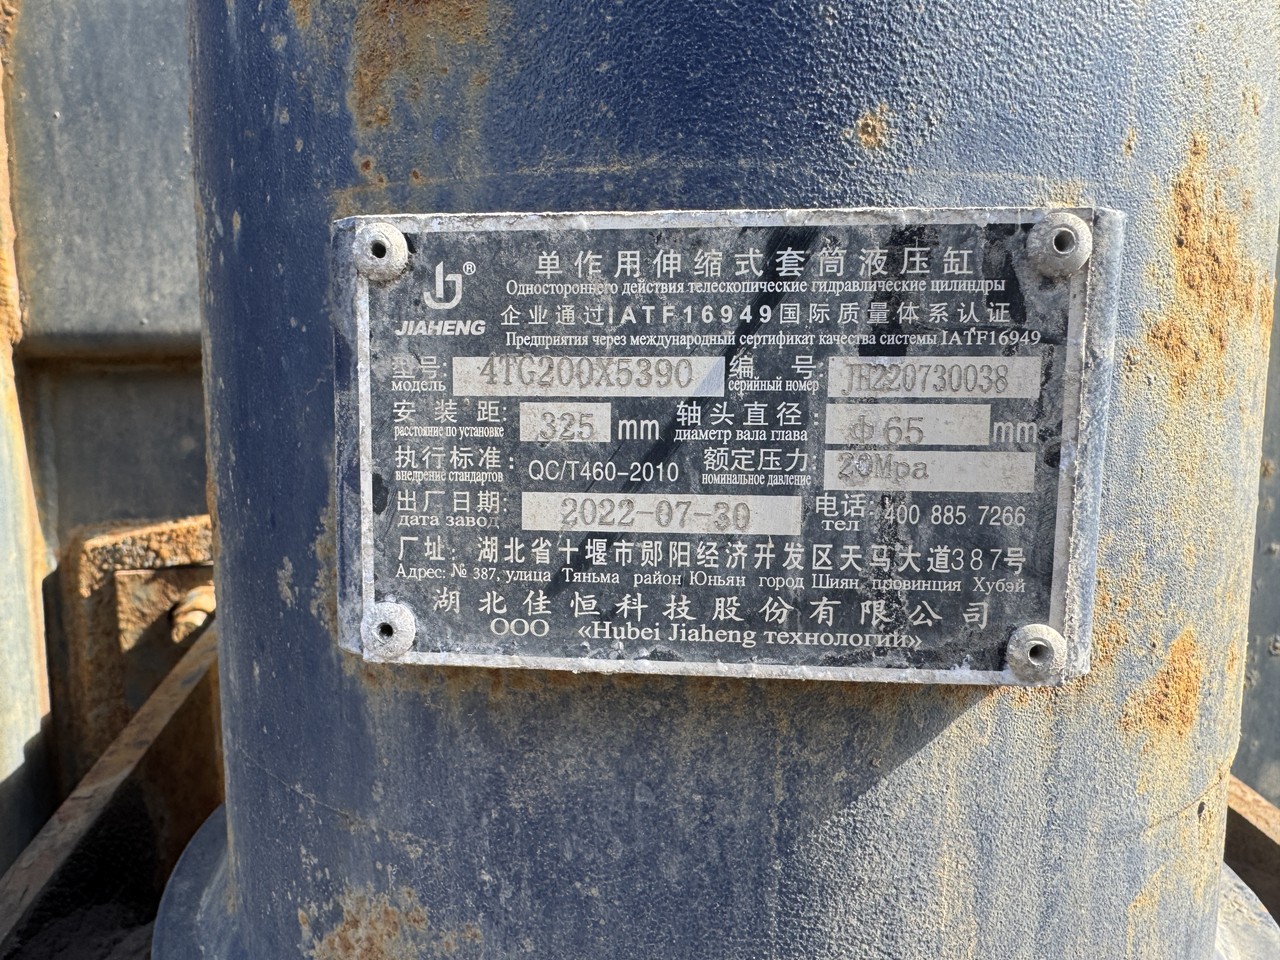 单作用伸缩式套筒液压缸
Одностороннего действия телескопические гидравлические цилиндры
JIAHENG ®
企业通过IATF16949国际质量体系认证
Предприятия через международный сертификат качества системы IATF16949
型号: 4TG200X5390 编号: JH220730038
модель серийный номер
安装距: 325 mm 轴头直径: Φ65 mm
расстояние по установке диаметр вала глава
执行标准: QC/T460-2010 额定压力: 20Mpa
внедрение стандартов номинальное давление
出厂日期: 2022-07-30 电话: 400 885 7266
дата завод тел
厂址: 湖北省十堰市郧阳经济开发区天马大道387号
Адрес: № 387, улица Тяньма район Юньян город Шиян, провинция Хубэй
湖北佳恒科技股份有限公司
ООО «Hubei Jiaheng технологии»